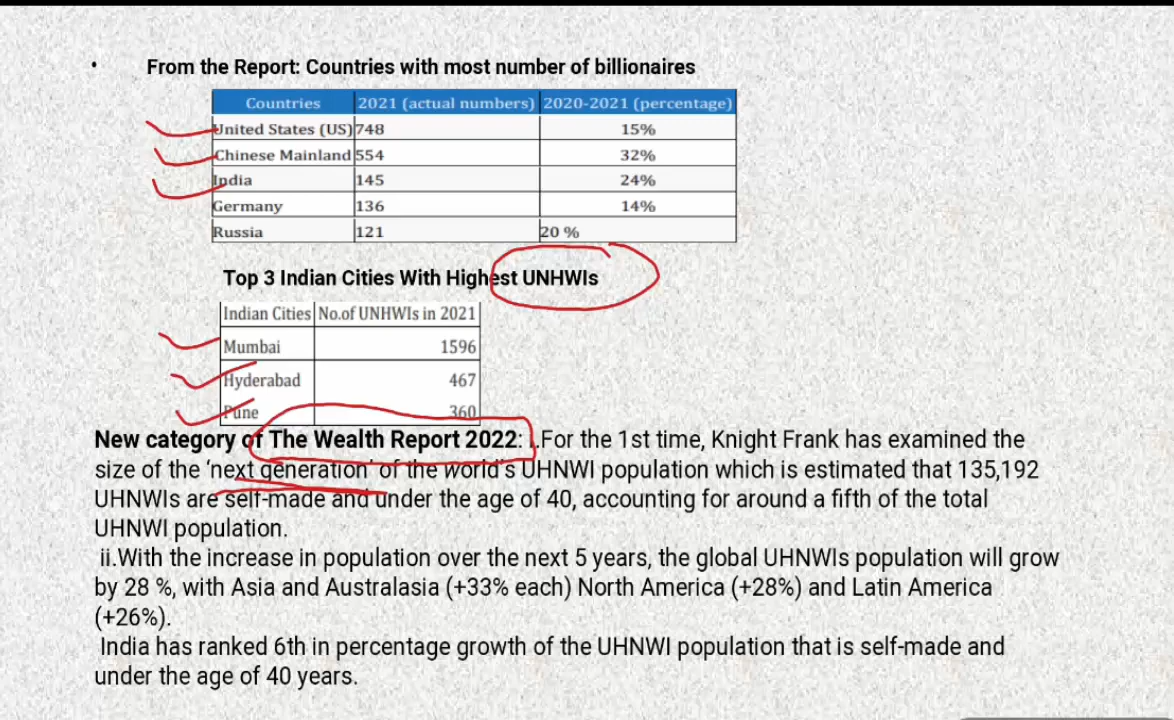 • From the Report: Countries with most number of billionaires
Countries 2021 (actual numbers) 2020-2021 (percentage)
United States (US) 748 15%
Chinese Mainland 554 32%
India 145 24%
Germany 136 14%
Russia 121 20 %
Top 3 Indian Cities With Highest UNHWIs
Indian Cities No.of UNHWIs in 2021
Mumbai 1596
Hyderabad 467
Pune 360
New category of The Wealth Report 2022: i.For the 1st time, Knight Frank has examined the
size of the ‘next generation’ of the world's UHNWI population which is estimated that 135,192
UHNWIs are self-made and under the age of 40, accounting for around a fifth of the total
UHNWI population.
ii.With the increase in population over the next 5 years, the global UHNWIs population will grow
by 28 %, with Asia and Australasia (+33% each) North America (+28%) and Latin America
(+26%).
India has ranked 6th in percentage growth of the UHNWI population that is self-made and
under the age of 40 years.